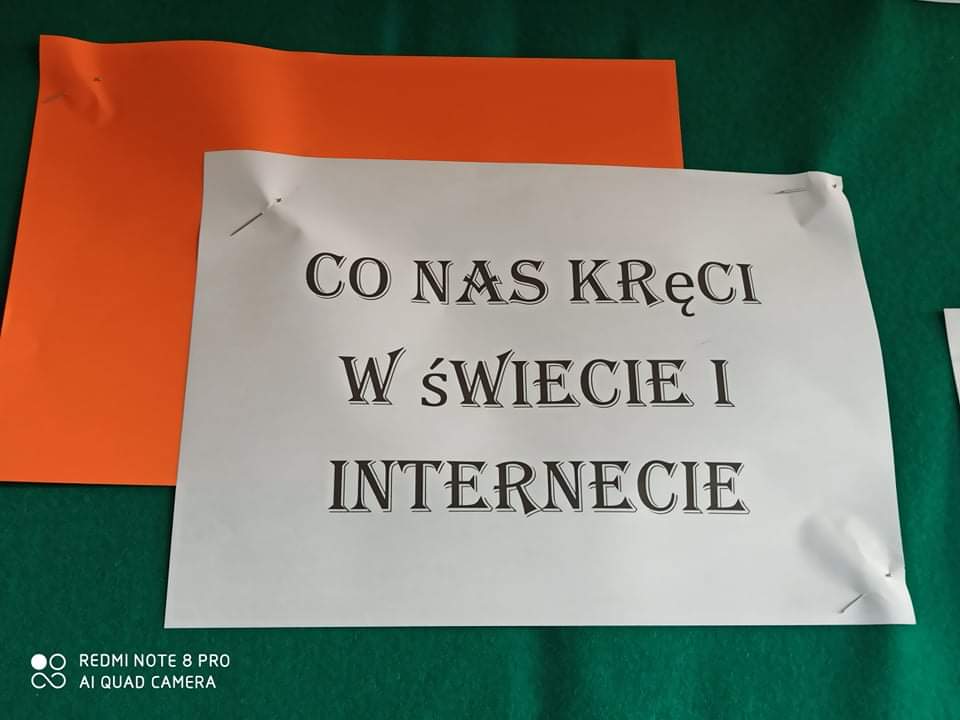 CO NAS KRęCI
W śWIECIE I
INTERNECIE
REDMI NOTE 8 PRO
AI QUAD CAMERA